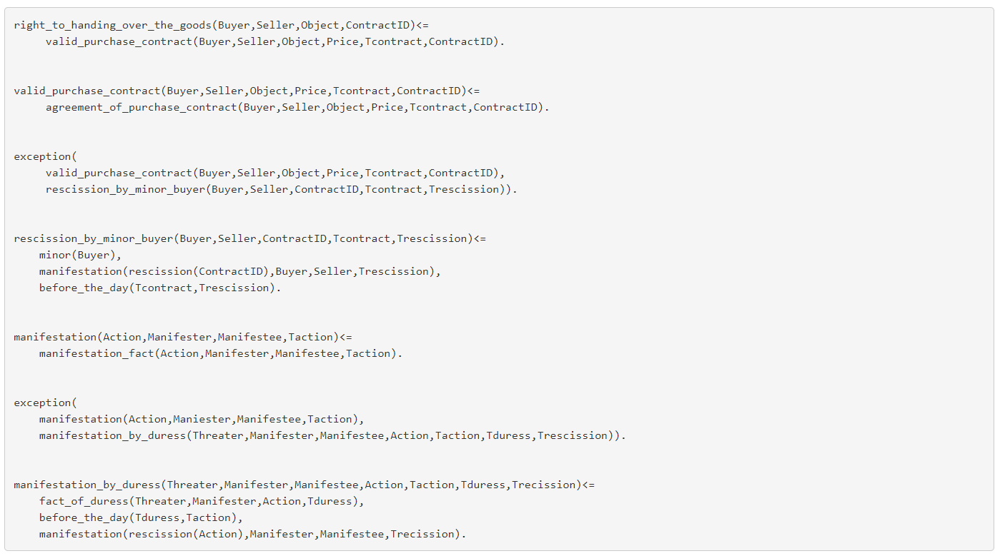 right_to_handing_over_the_goods(Buyer,Seller,Object,ContractID)<=
valid_purchase_contract(Buyer,Seller,Object,Price,Tcontract,ContractID).
valid_purchase_contract(Buyer,Seller,Object,Price,Tcontract,ContractID)<=
agreement_of_purchase_contract(Buyer,Seller,Object,Price,Tcontract,ContractID).
exception(
valid_purchase_contract(Buyer,Seller,Object,Price,Tcontract,ContractID),
rescission_by_minor_buyer(Buyer,Seller,ContractID,Tcontract,Trescission)).
rescission_by_minor_buyer(Buyer,Seller,ContractID,Tcontract,Trescission)<=
minor(Buyer),
manifestation(rescission(ContractID),Buyer,Seller,Trescission),
before_the_day(Tcontract,Trescission).
manifestation(Action,Manifester,Manifestee,Taction)<=
manifestation_fact(Action,Manifester,Manifestee,Taction).
exception(
manifestation(Action,Maniester,Manifestee,Taction),
manifestation_by_duress(Threater,Manifester,Manifestee,Action,Taction,Tduress,Trescission)).
manifestation_by_duress(Threater,Manifester,Manifestee,Action,Taction,Tduress,Trecission)<=
fact_of_duress(Threater,Manifester,Action,Tduress),
before_the_day(Tduress,Taction),
manifestation(rescission(Action),Manifester,Manifestee,Trecission).